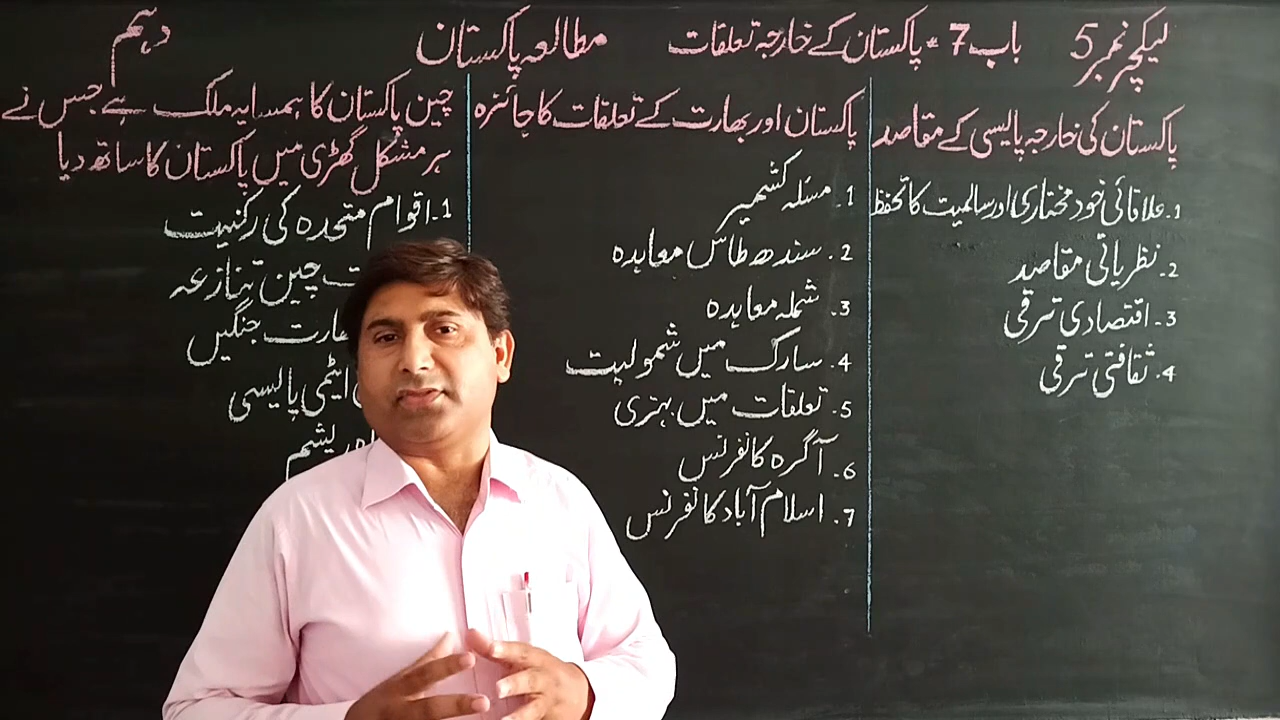 لیکچر نمبر 5 باب 7 - پاکستان کے خارجہ تعلقات مطالعہ پاکستان دہم
پاکستان کی خارجہ پالیسی کے مقاصد
1. علاقائی خود مختاری اور سالمیت کا تحفظ
2. نظریاتی مقاصد
3. اقتصادی ترقی
4. ثقافتی ترقی
پاکستان اور بھارت کے تعلقات کا جائزہ
1. مسئلہ کشمیر
2. سندھ طاس معاہدہ
3. شملہ معاہدہ
4. سارک میں شمولیت
5. تعلقات میں بہتری
6. آگرہ کانفرنس
7. اسلام آباد کانفرنس
چین پاکستان کا ہمسایہ ملک ہے جس نے
ہر مشکل گھڑی میں پاکستان کا ساتھ دیا
1. اقوام متحدہ کی رکنیت
چین تنازعہ
جنگیں
ایٹمی پالیسی
ریشم